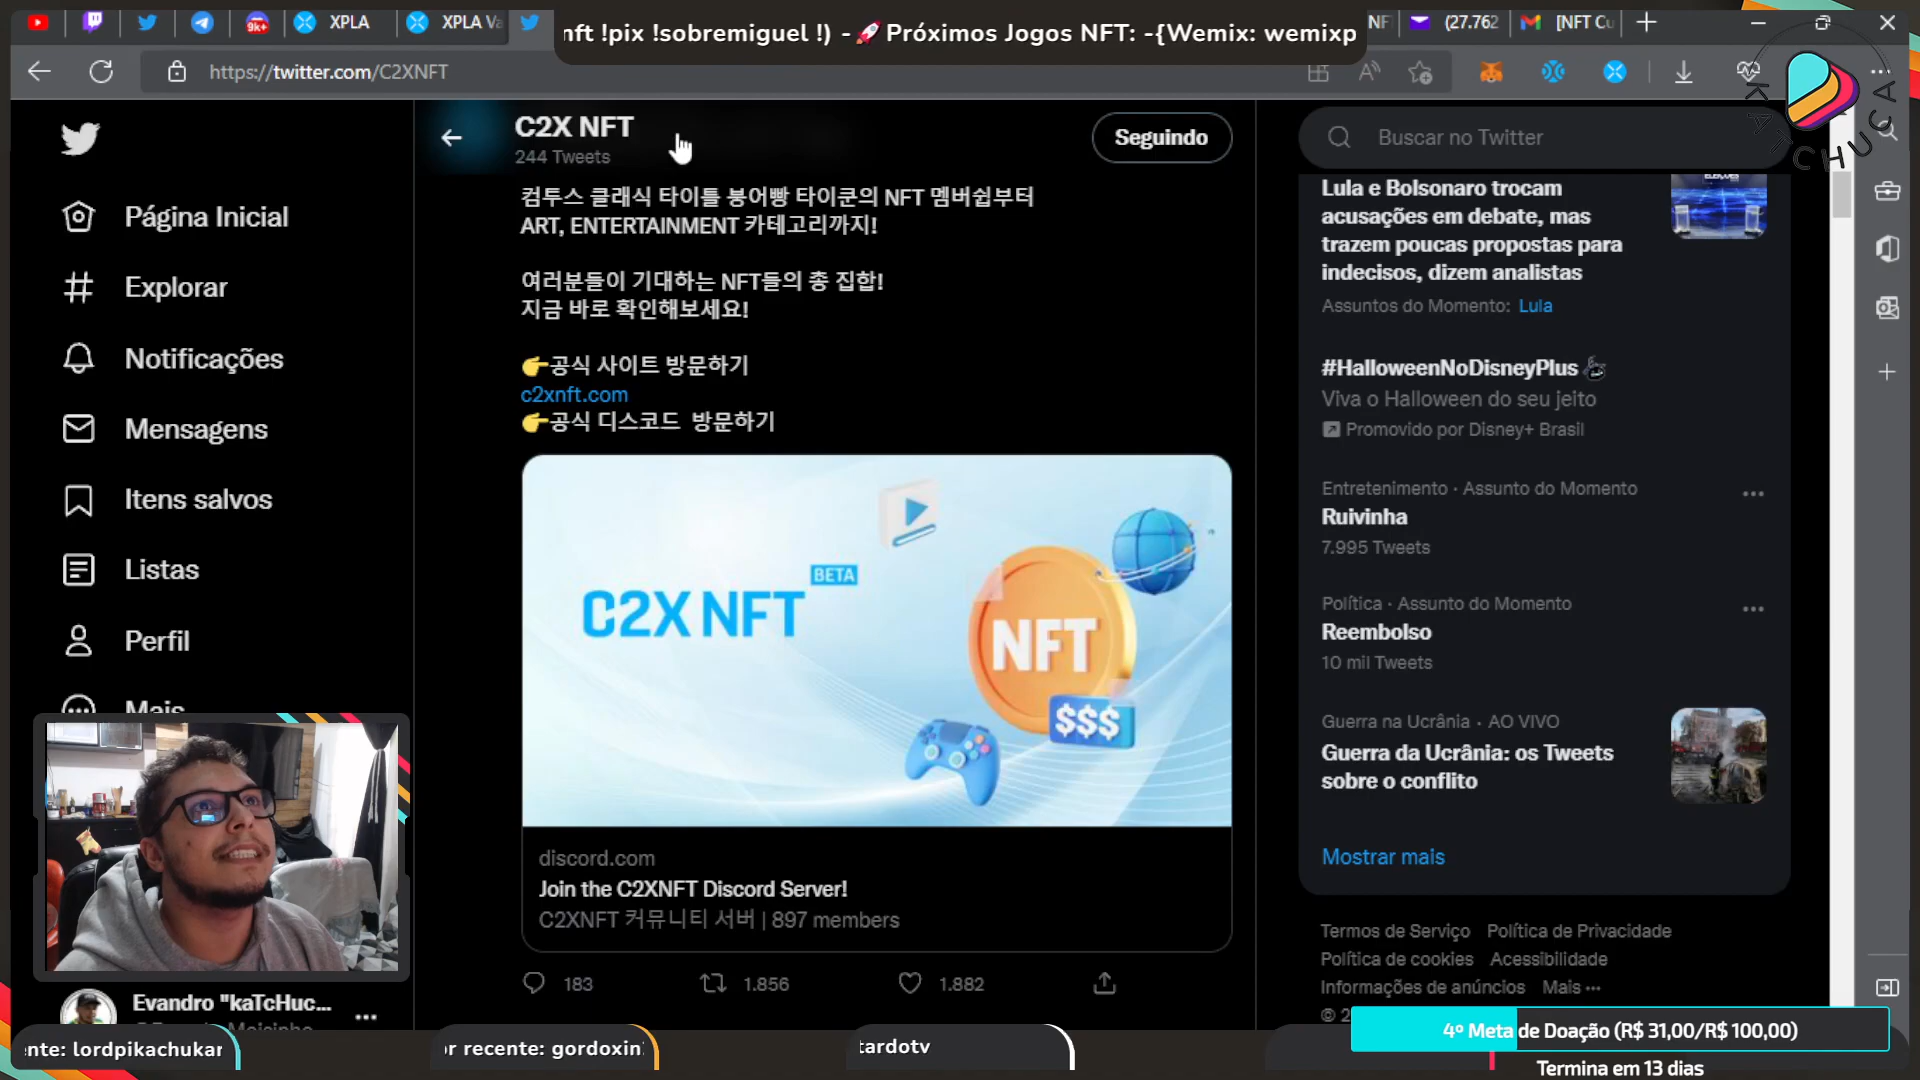 9K+
XPLA
XPLA Va
nft !pix !sobremiguel !) -🚀Próximos Jogos NFT: -{Wemix: wemixp
NF
(27.762
[NFT Cu
https://twitter.com/C2XNFT
KATCHUCA
C2X NFT
244 Tweets
Seguindo
Buscar no Twitter
Página Inicial
Explorar
Notificações
Mensagens
Itens salvos
Listas
Perfil
Mais
컴투스 클래식 타이틀 붕어빵 타이쿤의 NFT 멤버쉽부터
ART, ENTERTAINMENT 카테고리까지!
여러분들이 기대하는 NFT들의 총 집합!
지금 바로 확인해보세요!
👉공식 사이트 방문하기
c2xnft.com
👉공식 디스코드 방문하기
C2X NFT
BETA
NFT
$$$
discord.com
Join the C2XNFT Discord Server!
C2XNFT 커뮤니티 서버 | 897 members
183
1.856
1.882
Lula e Bolsonaro trocam
acusações em debate, mas
trazem poucas propostas para
indecisos, dizem analistas
Assuntos do Momento: Lula
#HalloweenNoDisneyPlus
Viva o Halloween do seu jeito
Promovido por Disney+ Brasil
Entretenimento · Assunto do Momento
Ruivinha
7.995 Tweets
Política · Assunto do Momento
Reembolso
10 mil Tweets
Guerra na Ucrânia · AO VIVO
Guerra da Ucrânia: os Tweets
sobre o conflito
Mostrar mais
Termos de Serviço Política de Privacidade
Política de cookies Acessibilidade
Informações de anúncios Mais ···
© 2
Evandro "kaTcHuc...
ente: lordpikachukar
or recente: gordoxin
tardotv
4º Meta de Doação (R$ 31,00/R$ 100,00)
Termina em 13 dias